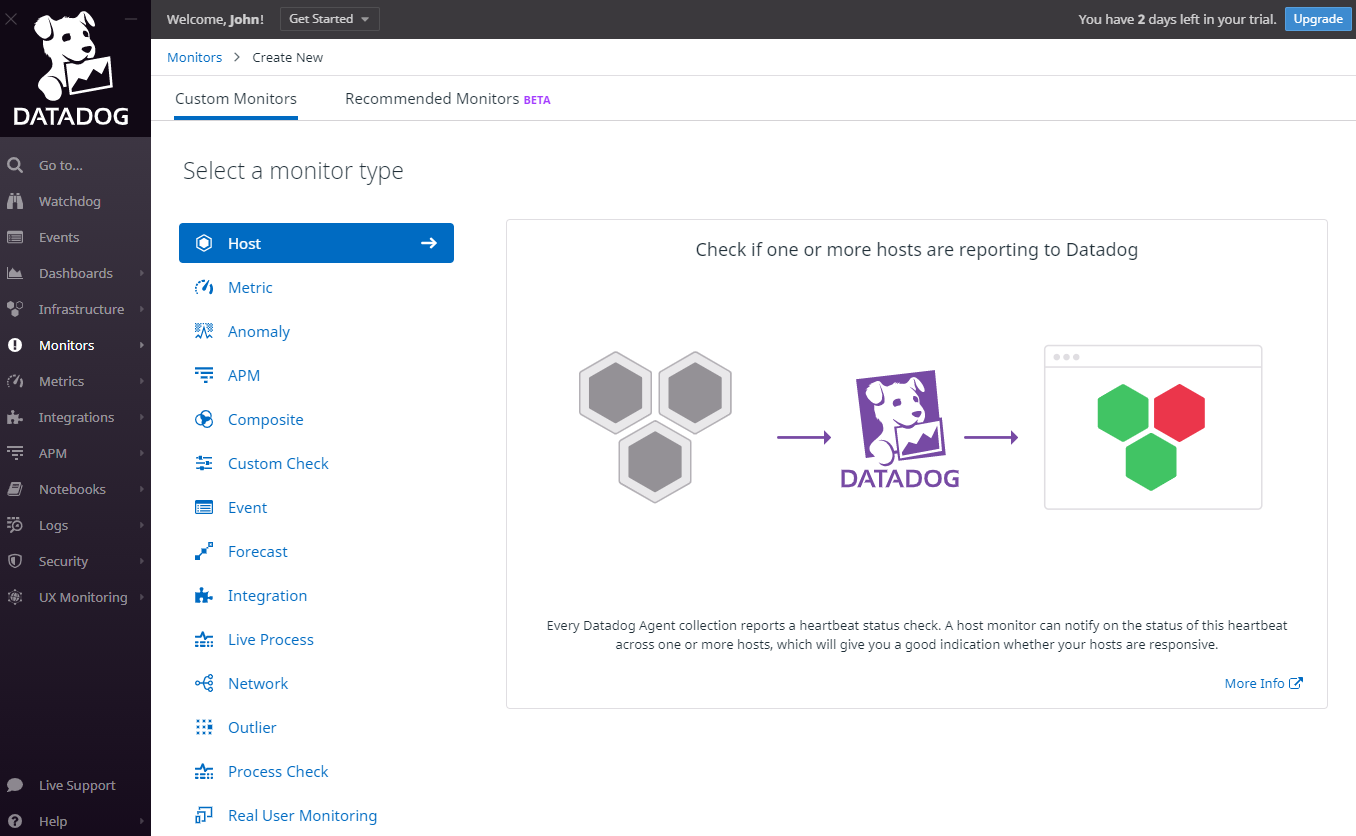 DATADOG
Go to...
Watchdog
Events
Dashboards
Infrastructure
Monitors
Metrics
Integrations
APM
Notebooks
Logs
Security
UX Monitoring
Live Support
Help
Welcome, John!
Get Started
You have 2 days left in your trial.
Upgrade
Monitors > Create New
Custom Monitors
Recommended Monitors BETA
Select a monitor type
Host
Metric
Anomaly
APM
Composite
Custom Check
Event
Forecast
Integration
Live Process
Network
Outlier
Process Check
Real User Monitoring
Check if one or more hosts are reporting to Datadog
DATADOG
Every Datadog Agent collection reports a heartbeat status check. A host monitor can notify on the status of this heartbeat
across one or more hosts, which will give you a good indication whether your hosts are responsive.
More Info